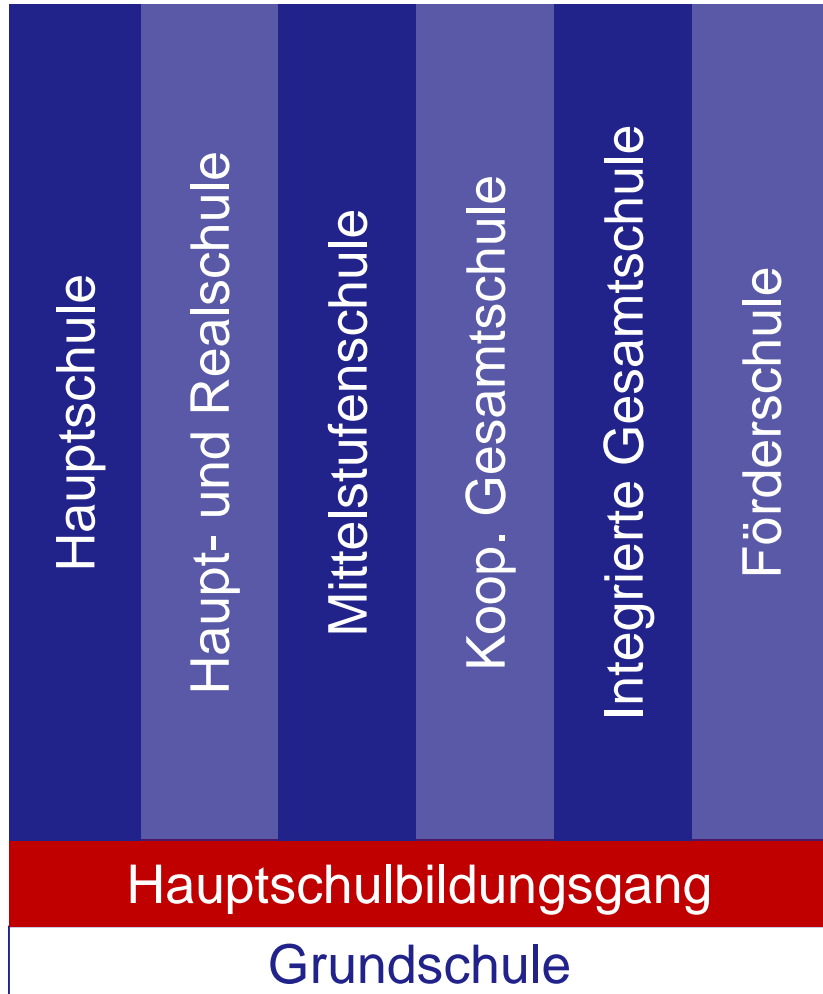 Hauptschule
Haupt- und Realschule
Mittelstufenschule
Koop. Gesamtschule
Integrierte Gesamtschule
Förderschule
Hauptschulbildungsgang
Grundschule